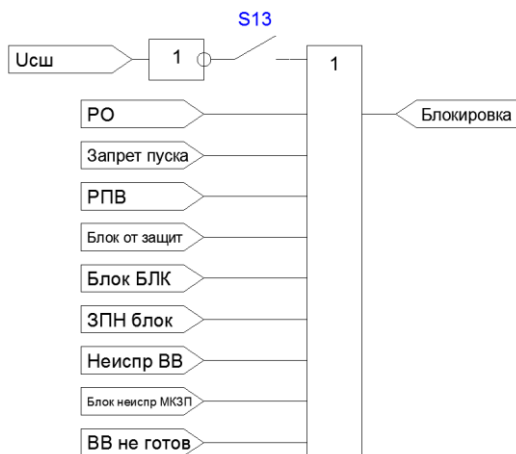 S13
Uсш
1
1
РО
Блокировка
Запрет пуска
РПВ
Блок от защит
Блок БЛК
ЗПН блок
Неиспр ВВ
Блок неиспр МКЗП
ВВ не готов